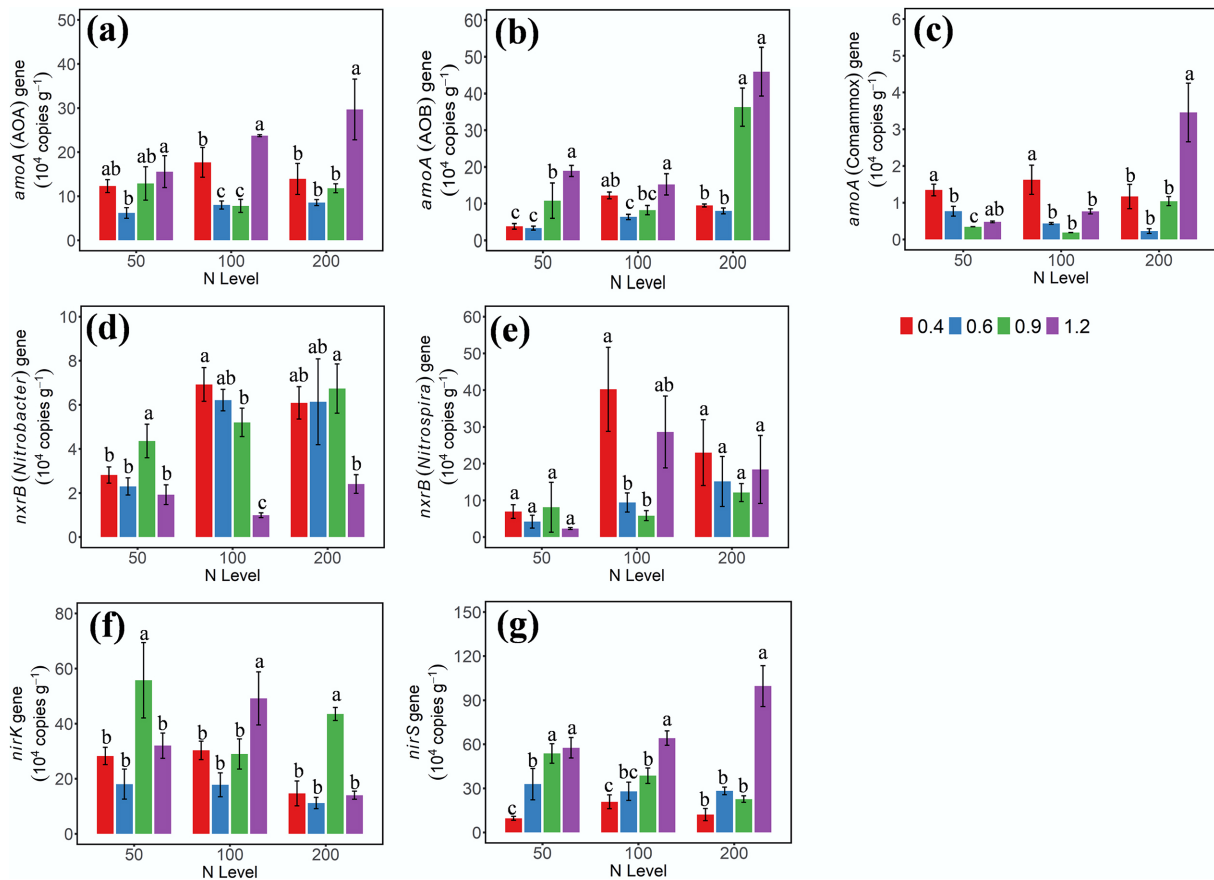 (a)
amoA (AOA) gene
(10⁴ copies g⁻¹)
50
40
30
20
10
0
ab
b
ab
a
b
c
c
a
b
b
b
a
50
100
200
N Level
(b)
amoA (AOB) gene
(10⁴ copies g⁻¹)
60
50
40
30
20
10
0
c
c
b
a
ab
c
bc
a
b
b
a
a
50
100
200
N Level
(c)
amoA (Comammox) gene
(10⁴ copies g⁻¹)
6
5
4
3
2
1
0
a
b
c
ab
a
b
b
b
b
b
b
a
50
100
200
N Level
0.4
0.6
0.9
1.2
(d)
nxrB (Nitrobacter) gene
(10⁴ copies g⁻¹)
10
8
6
4
2
0
b
b
a
b
a
ab
b
c
ab
ab
a
b
50
100
200
N Level
(e)
nxrB (Nitrospira) gene
(10⁴ copies g⁻¹)
60
50
40
30
20
10
0
a
a
a
a
a
b
b
ab
a
a
a
a
50
100
200
N Level
(f)
nirK gene
(10⁴ copies g⁻¹)
80
60
40
20
0
b
b
a
b
b
b
b
a
b
b
a
b
50
100
200
N Level
(g)
nirS gene
(10⁴ copies g⁻¹)
150
120
90
60
30
0
c
b
a
a
c
bc
b
a
b
b
b
a
50
100
200
N Level